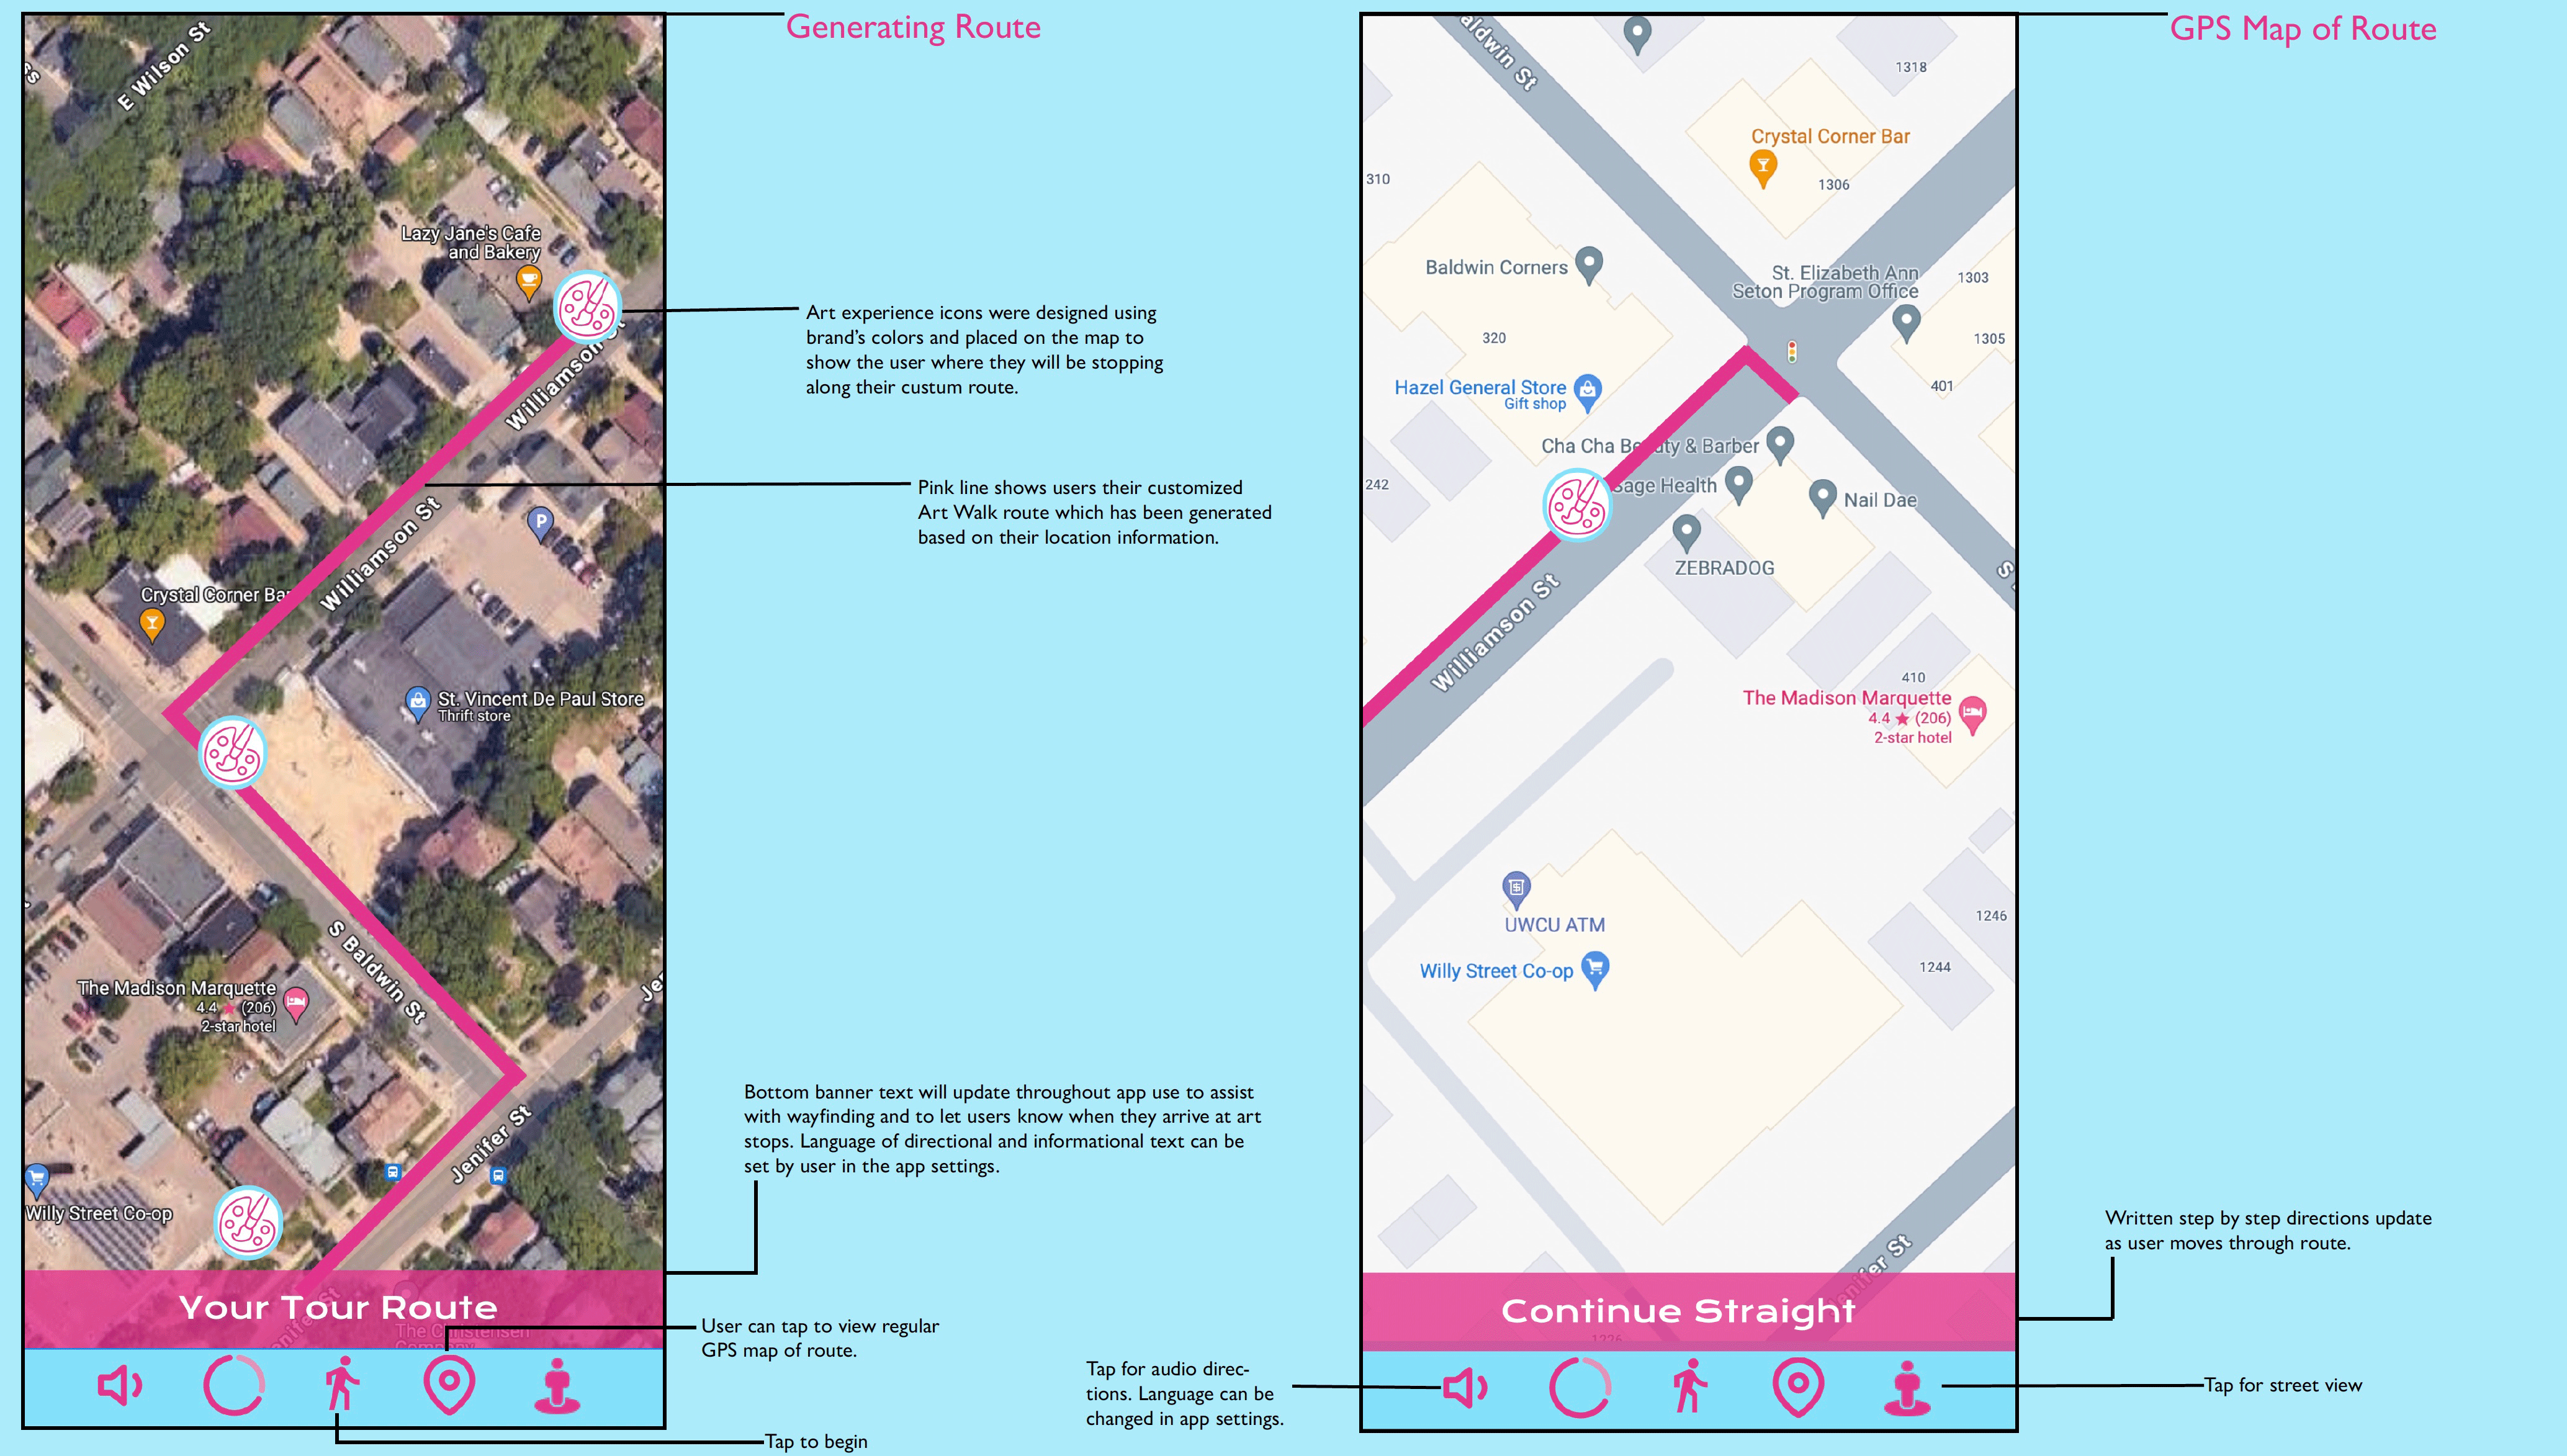 Generating Route
E Wilson St
Lazy Jane's Cafe
and Bakery
Williamson St
Williamson St
P
Crystal Corner Bar
St. Vincent De Paul Store
Thrift store
S Baldwin St
The Madison Marquette
4.4 ★ (206)
2-star hotel
Jenifer St
Willy Street Co-op
Your Tour Route
The Christensen
Art experience icons were designed using
brand's colors and placed on the map to
show the user where they will be stopping
along their custum route.
Pink line shows users their customized
Art Walk route which has been generated
based on their location information.
Bottom banner text will update throughout app use to assist
with wayfinding and to let users know when they arrive at art
stops. Language of directional and informational text can be
set by user in the app settings.
User can tap to view regular
GPS map of route.
Tap to begin
GPS Map of Route
aldwin St
1318
Crystal Corner Bar
1306
310
Baldwin Corners
St. Elizabeth Ann
Seton Program Office
1303
320
1305
Hazel General Store
Gift shop
401
Cha Cha Beauty & Barber
242
sage Health
Nail Dae
ZEBRADOG
S
Williamson St
410
The Madison Marquette
4.4 ★ (206)
2-star hotel
UWCU ATM
1246
Willy Street Co-op
1244
Jenifer St
Continue Straight
1226
Written step by step directions update
as user moves through route.
Tap for audio direc-
tions. Language can be
changed in app settings.
Tap for street view